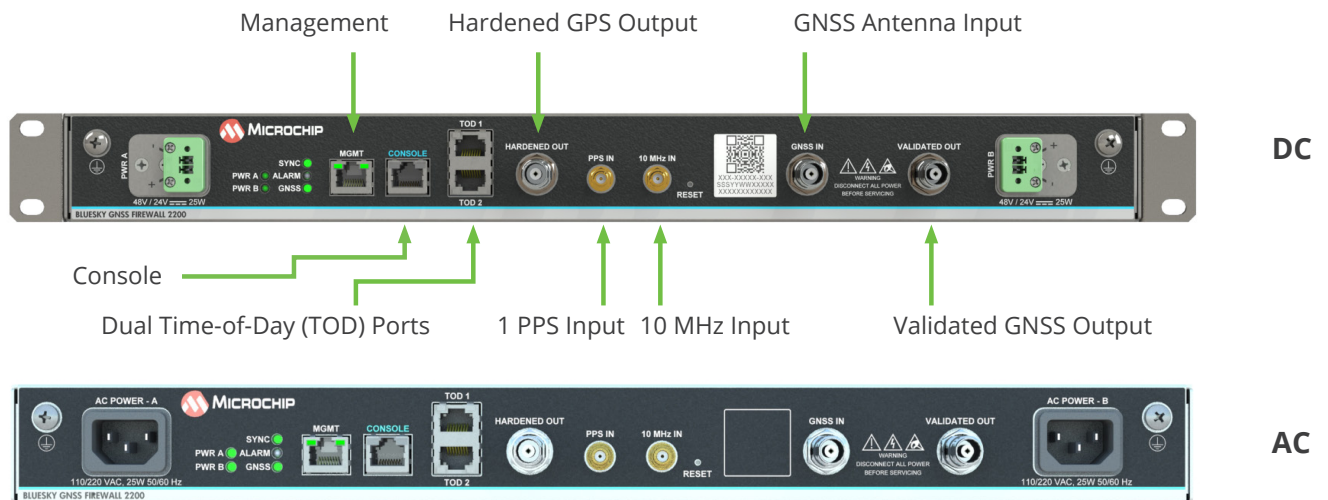 Management
Hardened GPS Output
GNSS Antenna Input
DC
PWR A
48V / 24V 25W
MICROCHIP
SYNC
PWR A ALARM
PWR B GNSS
MGMT
CONSOLE
TOD 1
TOD 2
HARDENED OUT
PPS IN
10 MHz IN
RESET
XXX-XXXXX-XXX
SSSYYWWXXXXX
XXXXXXXXXXXX
GNSS IN
WARNING
DISCONNECT ALL POWER
BEFORE SERVICING
VALIDATED OUT
PWR B
48V / 24V 25W
BLUESKY GNSS FIREWALL 2200
Console
Dual Time-of-Day (TOD) Ports
1 PPS Input
10 MHz Input
Validated GNSS Output
AC
AC POWER - A
110/220 VAC, 25W 50/60 Hz
MICROCHIP
SYNC
PWR A ALARM
PWR B GNSS
MGMT
CONSOLE
TOD 1
TOD 2
HARDENED OUT
PPS IN
10 MHz IN
RESET
GNSS IN
WARNING
DISCONNECT ALL POWER
BEFORE SERVICING
VALIDATED OUT
AC POWER - B
110/220 VAC, 25W 50/60 Hz
BLUESKY GNSS FIREWALL 2200